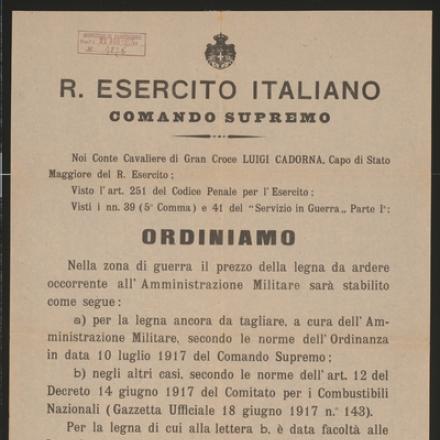 R. ESERCITO ITALIANO
COMANDO SUPREMO
Noi Conte Cavaliere di Gran Croce LUIGI CADORNA, Capo di Stato
Maggiore del R. Esercito;
Visto l'art. 251 del Codice Penale per l'Esercito;
Visti i nn. 39 (5° Comma) e 41 del "Servizio in Guerra„ Parte I°:
ORDINIAMO
Nella zona di guerra il prezzo della legna da ardere
occorrente all'Amministrazione Militare sarà stabilito
come segue:
a) per la legna ancora da tagliare, a cura dell'Am-
ministrazione Militare, secondo le norme dell'Ordinanza
in data 10 luglio 1917 del Comando Supremo;
b) negli altri casi, secondo le norme dell'art. 12 del
Decreto 14 giugno 1917 del Comitato per i Combustibili
Nazionali (Gazzetta Ufficiale 18 giugno 1917 n.° 143).
Per la legna di cui alla lettera b, è data facoltà alle